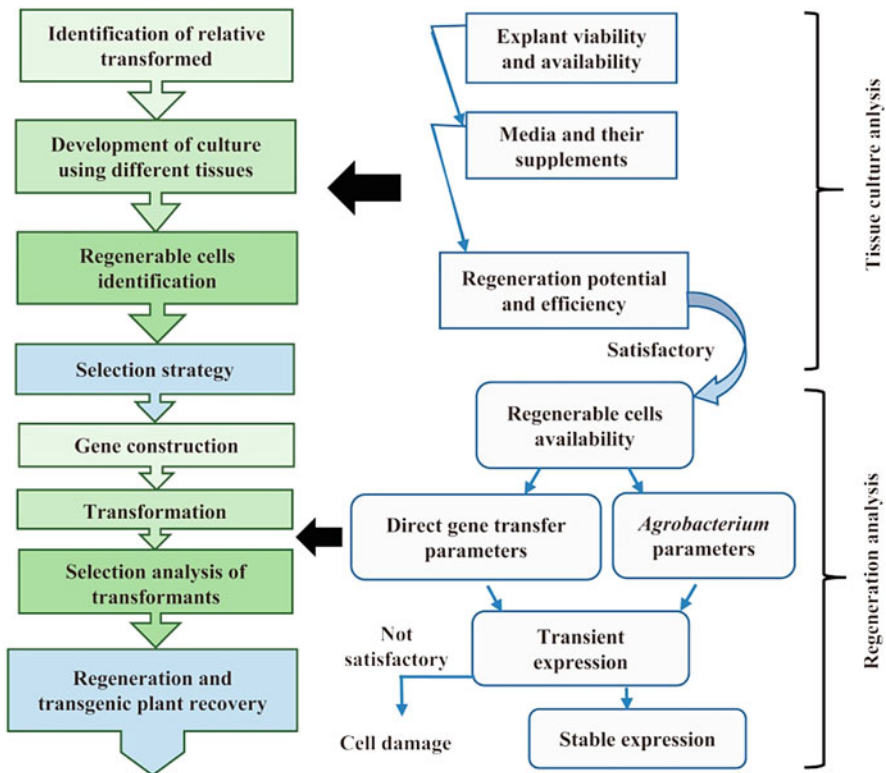 Identification of relative
transformed
Development of culture
using different tissues
Regenerable cells
identification
Selection strategy
Gene construction
Transformation
Selection analysis of
transformants
Regeneration and
transgenic plant recovery
Explant viability
and availability
Media and their
supplements
Regeneration potential
and efficiency
Satisfactory
Regenerable cells
availability
Direct gene transfer
parameters
Agrobacterium
parameters
Transient
expression
Not
satisfactory
Cell damage
Stable expression
Tissue culture anlysis
Regeneration analysis